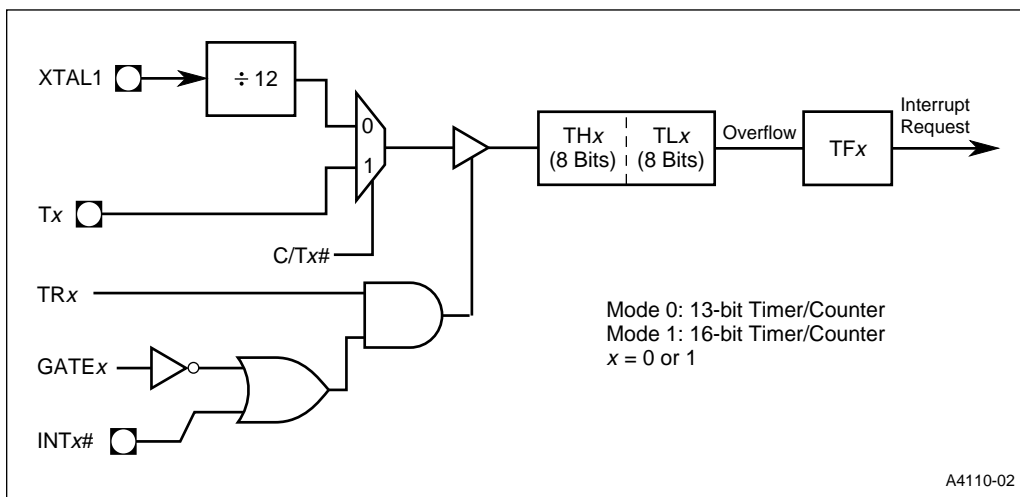 XTAL1
÷ 12
0
1
Tx
C/Tx#
THx
(8 Bits)
TLx
(8 Bits)
Overflow
TFx
Interrupt
Request
TRx
GATEx
INTx#
Mode 0: 13-bit Timer/Counter
Mode 1: 16-bit Timer/Counter
x = 0 or 1
A4110-02